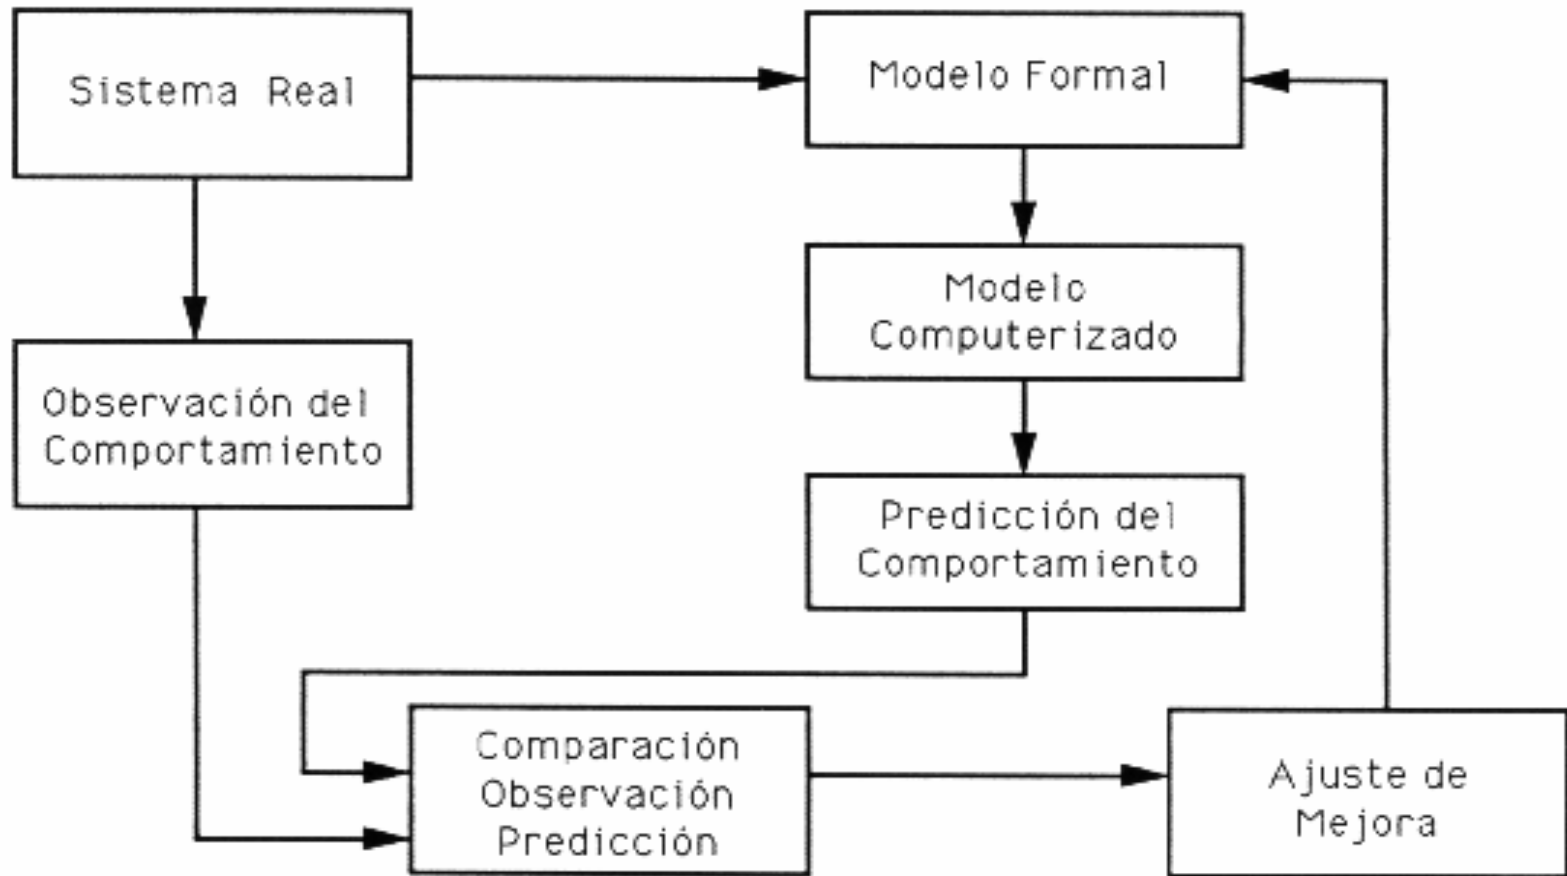 Sistema Real
Modelo Formal
Modelo
Computerizado
Observación del
Comportamiento
Predicción del
Comportamiento
Comparación
Observación
Predicción
Ajuste de
Mejora